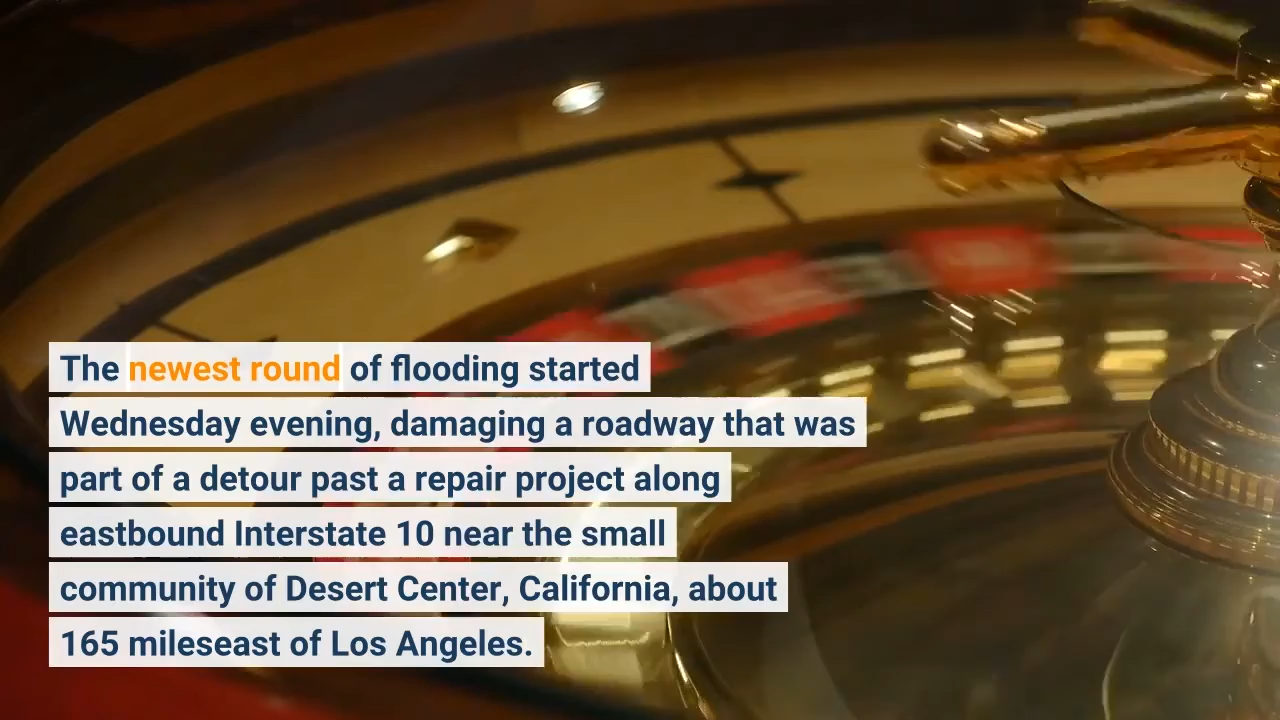 The newest round of flooding started
Wednesday evening, damaging a roadway that was
part of a detour past a repair project along
eastbound Interstate 10 near the small
community of Desert Center, California, about
165 mileseast of Los Angeles.